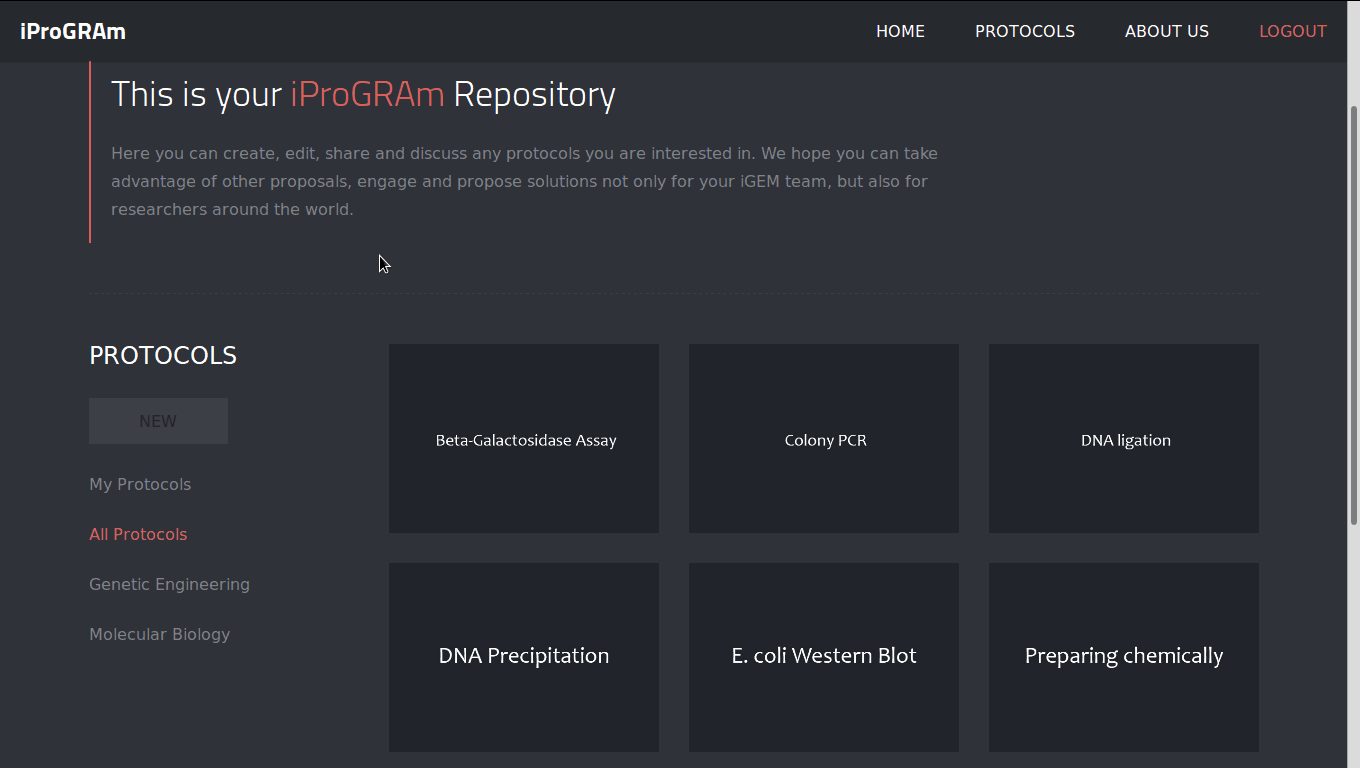 iProGRAm
HOME PROTOCOLS ABOUT US LOGOUT
This is your iProGRAm Repository
Here you can create, edit, share and discuss any protocols you are interested in. We hope you can take
advantage of other proposals, engage and propose solutions not only for your iGEM team, but also for
researchers around the world.
PROTOCOLS
NEW
My Protocols
All Protocols
Genetic Engineering
Molecular Biology
Beta-Galactosidase Assay
Colony PCR
DNA ligation
DNA Precipitation
E. coli Western Blot
Preparing chemically